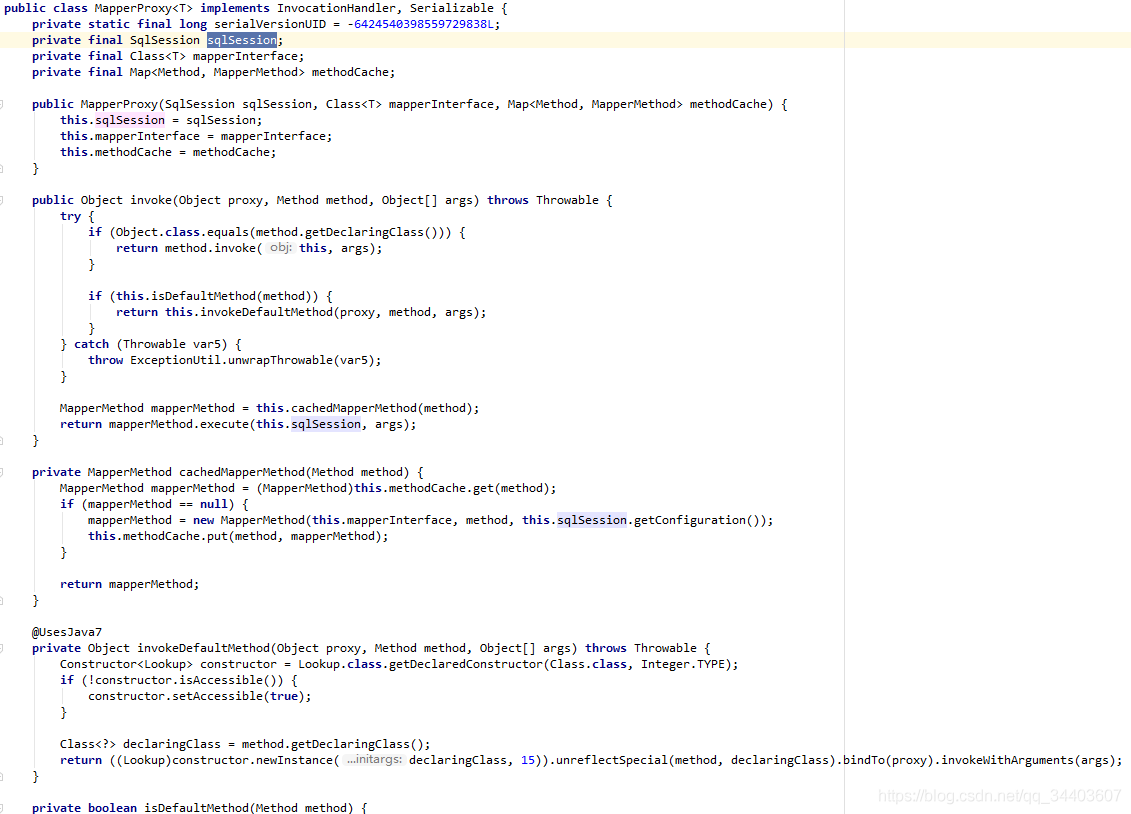 public class MapperProxy<T> implements InvocationHandler, Serializable {
    private static final long serialVersionUID = -6424540398559729838L;
    private final SqlSession sqlSession;
    private final Class<T> mapperInterface;
    private final Map<Method, MapperMethod> methodCache;

    public MapperProxy(SqlSession sqlSession, Class<T> mapperInterface, Map<Method, MapperMethod> methodCache) {
        this.sqlSession = sqlSession;
        this.mapperInterface = mapperInterface;
        this.methodCache = methodCache;
    }

    public Object invoke(Object proxy, Method method, Object[] args) throws Throwable {
        try {
            if (Object.class.equals(method.getDeclaringClass())) {
                return method.invoke( obj: this, args);
            }

            if (this.isDefaultMethod(method)) {
                return this.invokeDefaultMethod(proxy, method, args);
            }
        } catch (Throwable var5) {
            throw ExceptionUtil.unwrapThrowable(var5);
        }

        MapperMethod mapperMethod = this.cachedMapperMethod(method);
        return mapperMethod.execute(this.sqlSession, args);
    }

    private MapperMethod cachedMapperMethod(Method method) {
        MapperMethod mapperMethod = (MapperMethod)this.methodCache.get(method);
        if (mapperMethod == null) {
            mapperMethod = new MapperMethod(this.mapperInterface, method, this.sqlSession.getConfiguration());
            this.methodCache.put(method, mapperMethod);
        }

        return mapperMethod;
    }

    @UsesJava7
    private Object invokeDefaultMethod(Object proxy, Method method, Object[] args) throws Throwable {
        Constructor<Lookup> constructor = Lookup.class.getDeclaredConstructor(Class.class, Integer.TYPE);
        if (!constructor.isAccessible()) {
            constructor.setAccessible(true);
        }

        Class<?> declaringClass = method.getDeclaringClass();
        return ((Lookup)constructor.newInstance( ...initargs: declaringClass, 15)).unreflectSpecial(method, declaringClass).bindTo(proxy).invokeWithArguments(args);
    }

    private boolean isDefaultMethod(Method method) {
https://blog.csdn.net/qq_34403607